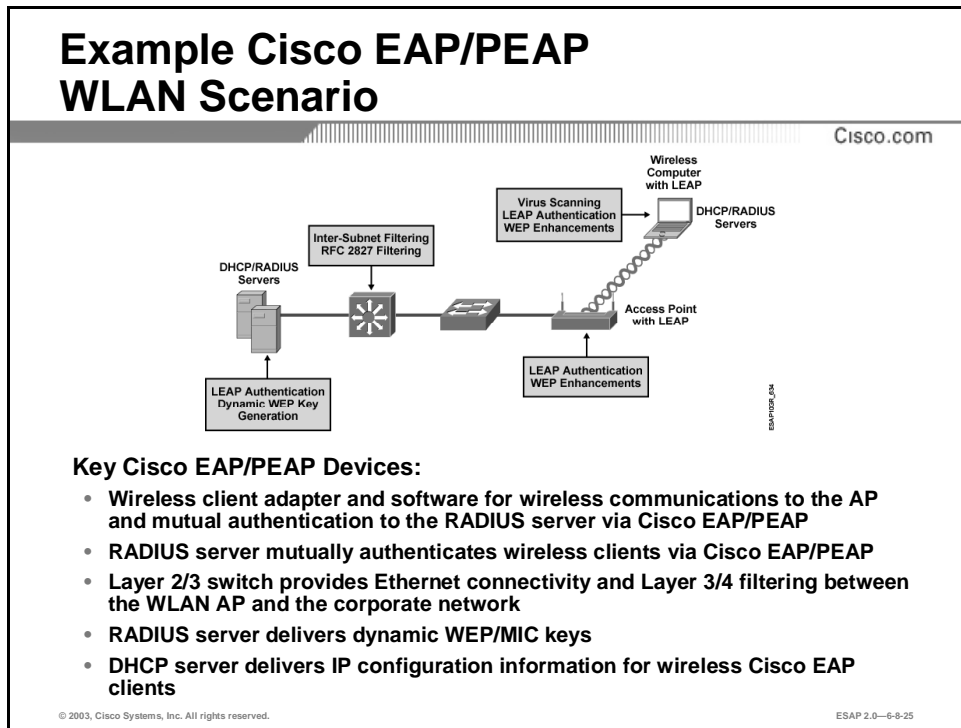 Example Cisco EAP/PEAP
WLAN Scenario
Cisco.com
Wireless
Computer
with LEAP
Virus Scanning
LEAP Authentication
WEP Enhancements
DHCP/RADIUS
Servers
Inter-Subnet Filtering
RFC 2827 Filtering
DHCP/RADIUS
Servers
Access Point
with LEAP
LEAP Authentication
WEP Enhancements
LEAP Authentication
Dynamic WEP Key
Generation
ESAP10GR_634
Key Cisco EAP/PEAP Devices:
• Wireless client adapter and software for wireless communications to the AP
and mutual authentication to the RADIUS server via Cisco EAP/PEAP
• RADIUS server mutually authenticates wireless clients via Cisco EAP/PEAP
• Layer 2/3 switch provides Ethernet connectivity and Layer 3/4 filtering between
the WLAN AP and the corporate network
• RADIUS server delivers dynamic WEP/MIC keys
• DHCP server delivers IP configuration information for wireless Cisco EAP
clients
© 2003, Cisco Systems, Inc. All rights reserved.
ESAP 2.0—6-8-25